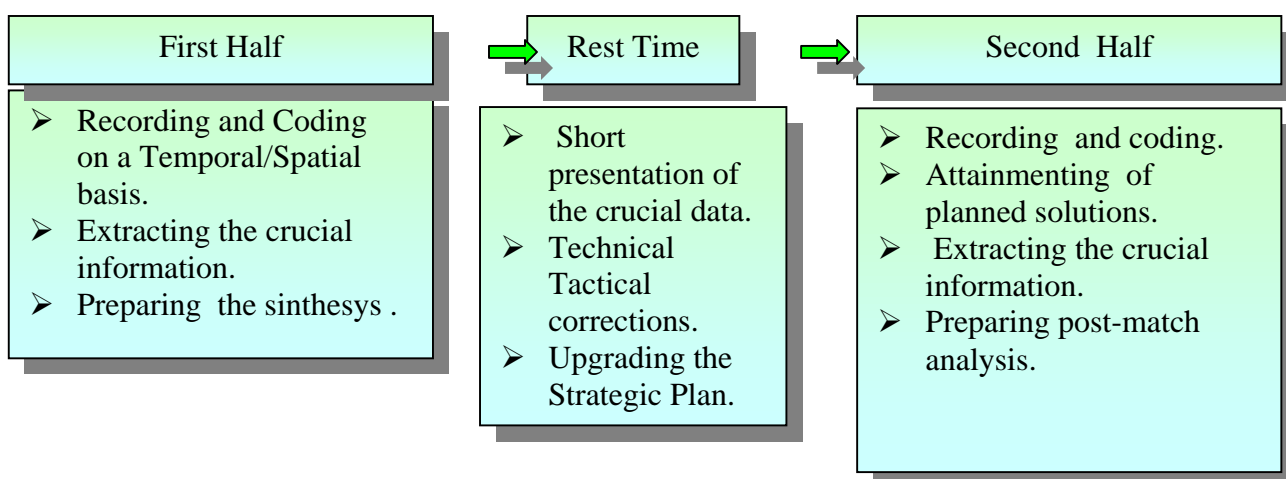 First Half
➢ Recording and Coding
on a Temporal/Spatial
basis.
➢ Extracting the crucial
information.
➢ Preparing the sinthesys .
Rest Time
➢ Short
presentation of
the crucial data.
➢ Technical
Tactical
corrections.
➢ Upgrading the
Strategic Plan.
Second Half
➢ Recording and coding.
➢ Attainmenting of
planned solutions.
➢ Extracting the crucial
information.
➢ Preparing post-match
analysis.